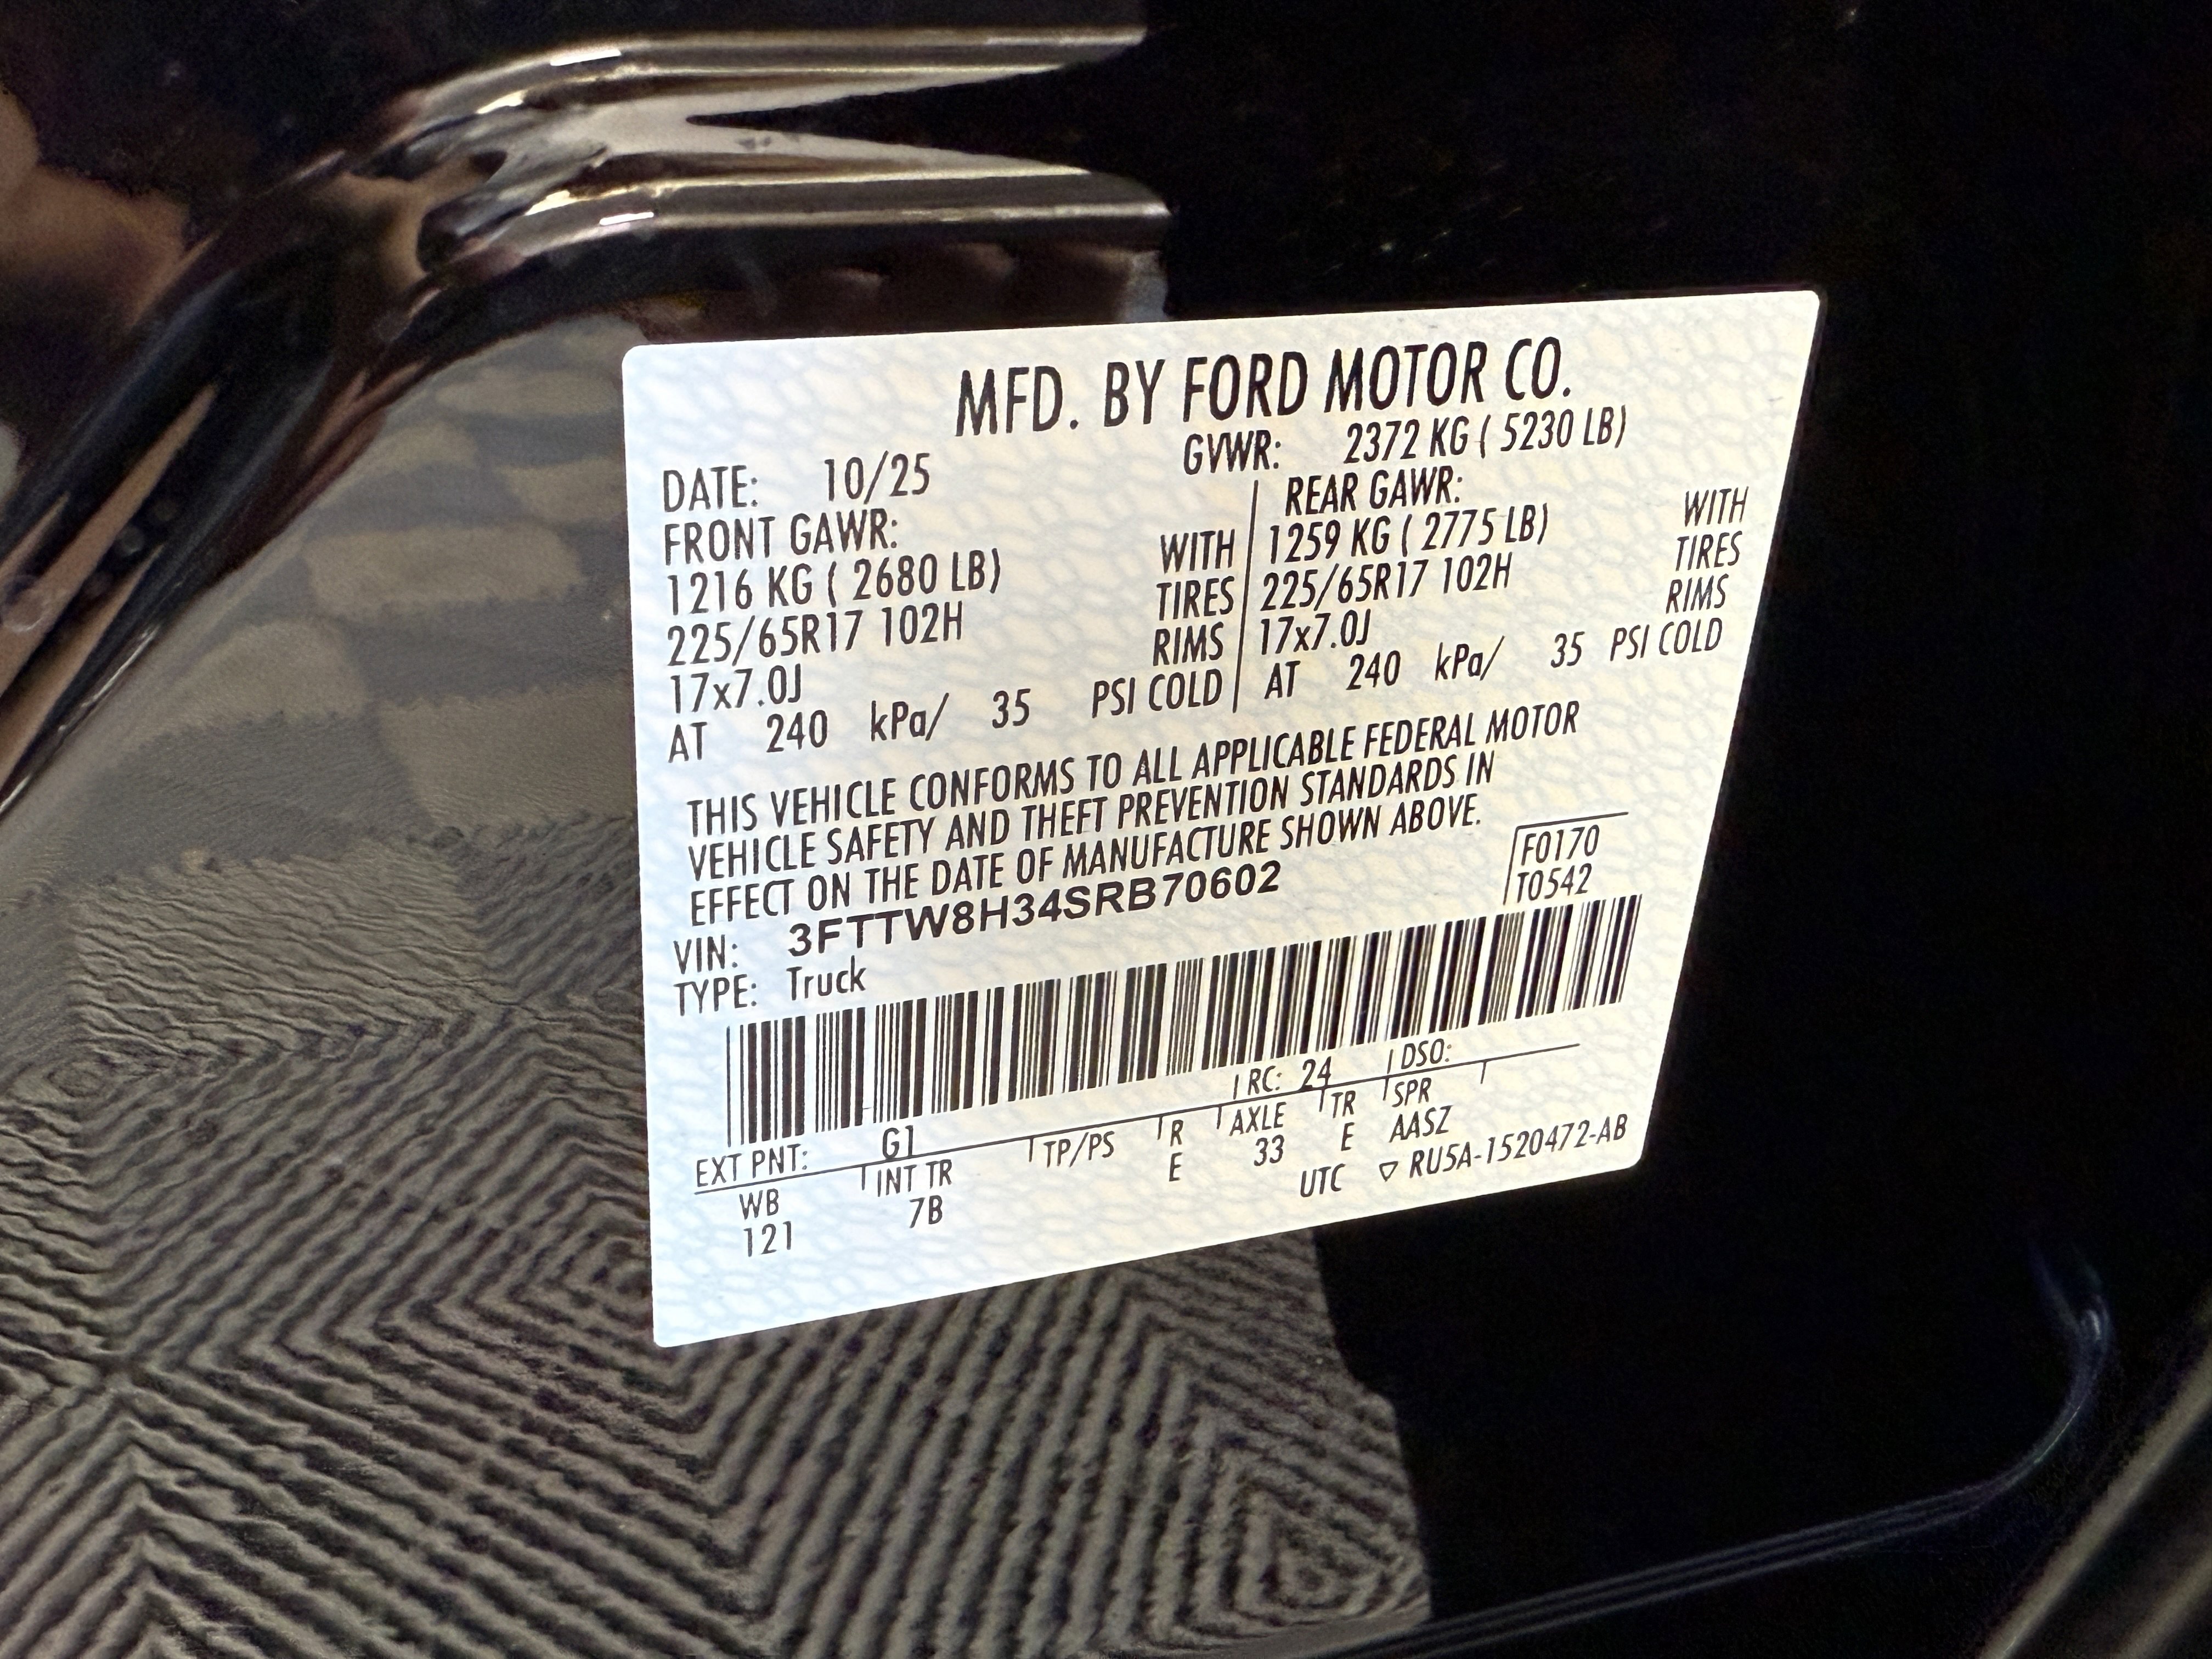 MFD. BY FORD MOTOR CO.
DATE: 10/25 GVWR: 2372 KG ( 5230 LB)
FRONT GAWR: REAR GAWR:
1216 KG ( 2680 LB) WITH 1259 KG ( 2775 LB) WITH
225/65R17 102H TIRES 225/65R17 102H TIRES
17x7.0J RIMS 17x7.0J RIMS
AT 240 kPa/ 35 PSI COLD AT 240 kPa/ 35 PSI COLD
THIS VEHICLE CONFORMS TO ALL APPLICABLE FEDERAL MOTOR
VEHICLE SAFETY AND THEFT PREVENTION STANDARDS IN
EFFECT ON THE DATE OF MANUFACTURE SHOWN ABOVE.
F0170
VIN: 3FTTW8H34SRB70602 T0542
TYPE: Truck
EXT PNT: G1 RC: 24 DSO:
WB INT TR TP/PS R AXLE TR SPR
121 7B E 33 E AASZ
UTC ▽ RU5A-1520472-AB